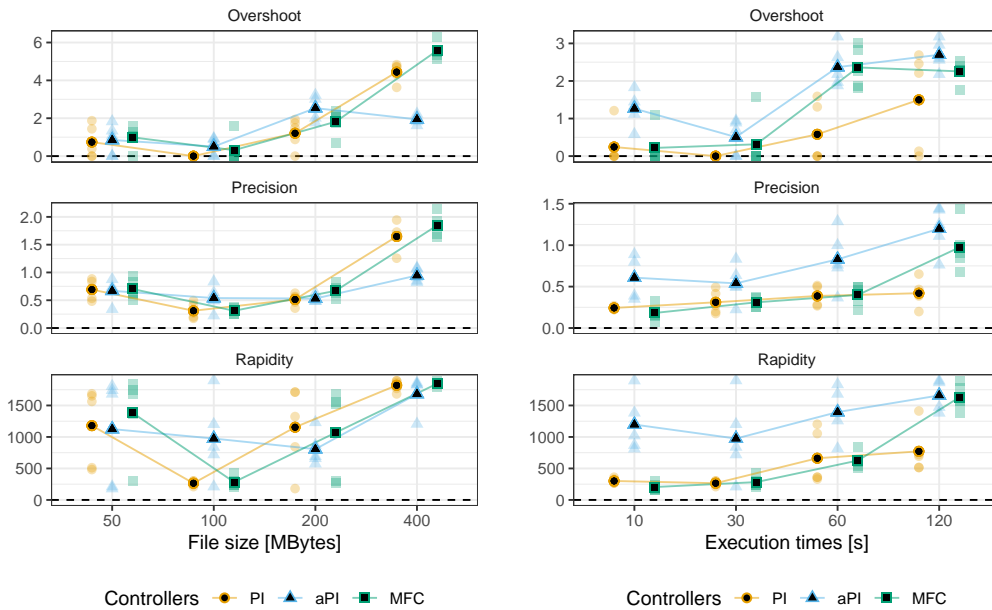 Overshoot
6
4
2
0
Precision
2.0
1.5
1.0
0.5
0.0
Rapidity
1500
1000
500
0
50 100 200 400
File size [MBytes]
Controllers PI aPI MFC
Overshoot
3
2
1
0
Precision
1.5
1.0
0.5
0.0
Rapidity
1500
1000
500
0
10 30 60 120
Execution times [s]
Controllers PI aPI MFC